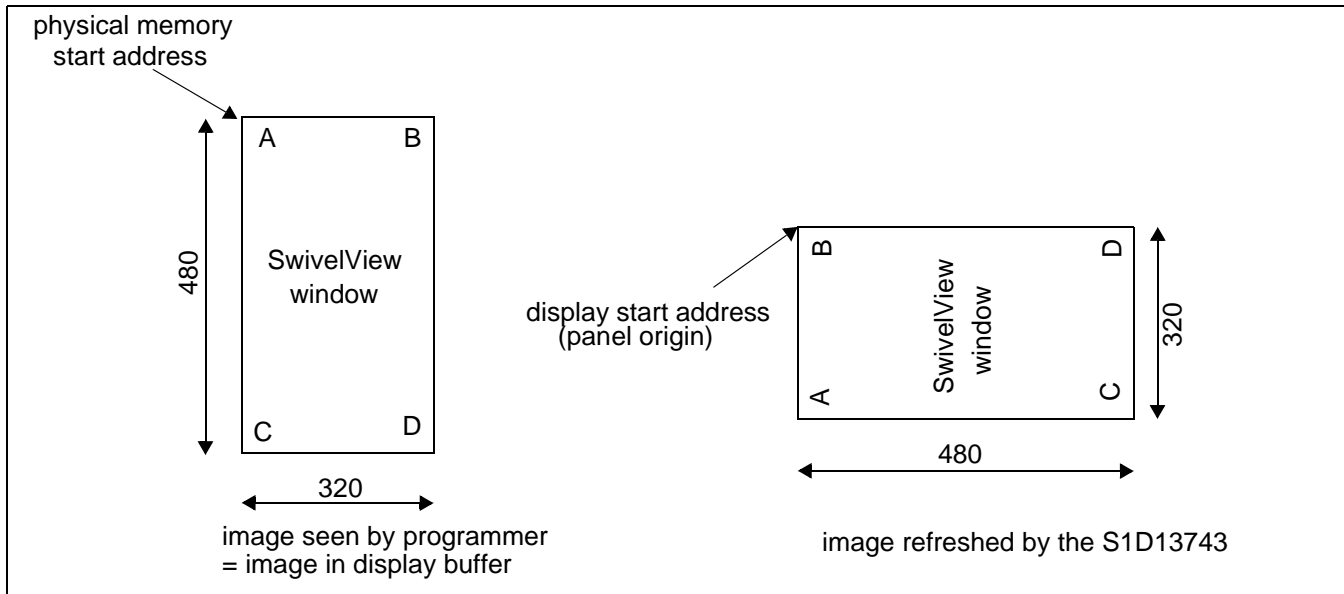 physical memory
start address
A
B
480
SwivelView
window
C
D
320
image seen by programmer
= image in display buffer
display start address
(panel origin)
B
D
SwivelView
window
A
C
320
480
image refreshed by the S1D13743